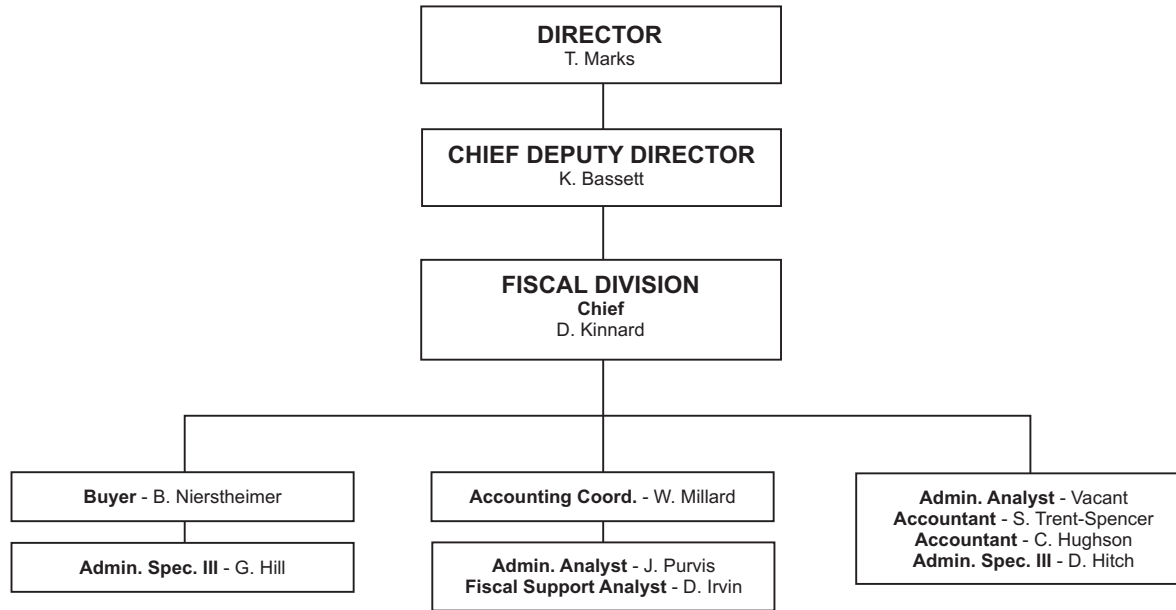 DIRECTOR
T. Marks
CHIEF DEPUTY DIRECTOR
K. Bassett
FISCAL DIVISION
Chief
D. Kinnard
Buyer - B. Nierstheimer
Admin. Spec. III - G. Hill
Accounting Coord. - W. Millard
Admin. Analyst - J. Purvis
Fiscal Support Analyst - D. Irvin
Admin. Analyst - Vacant
Accountant - S. Trent-Spencer
Accountant - C. Hughson
Admin. Spec. III - D. Hitch